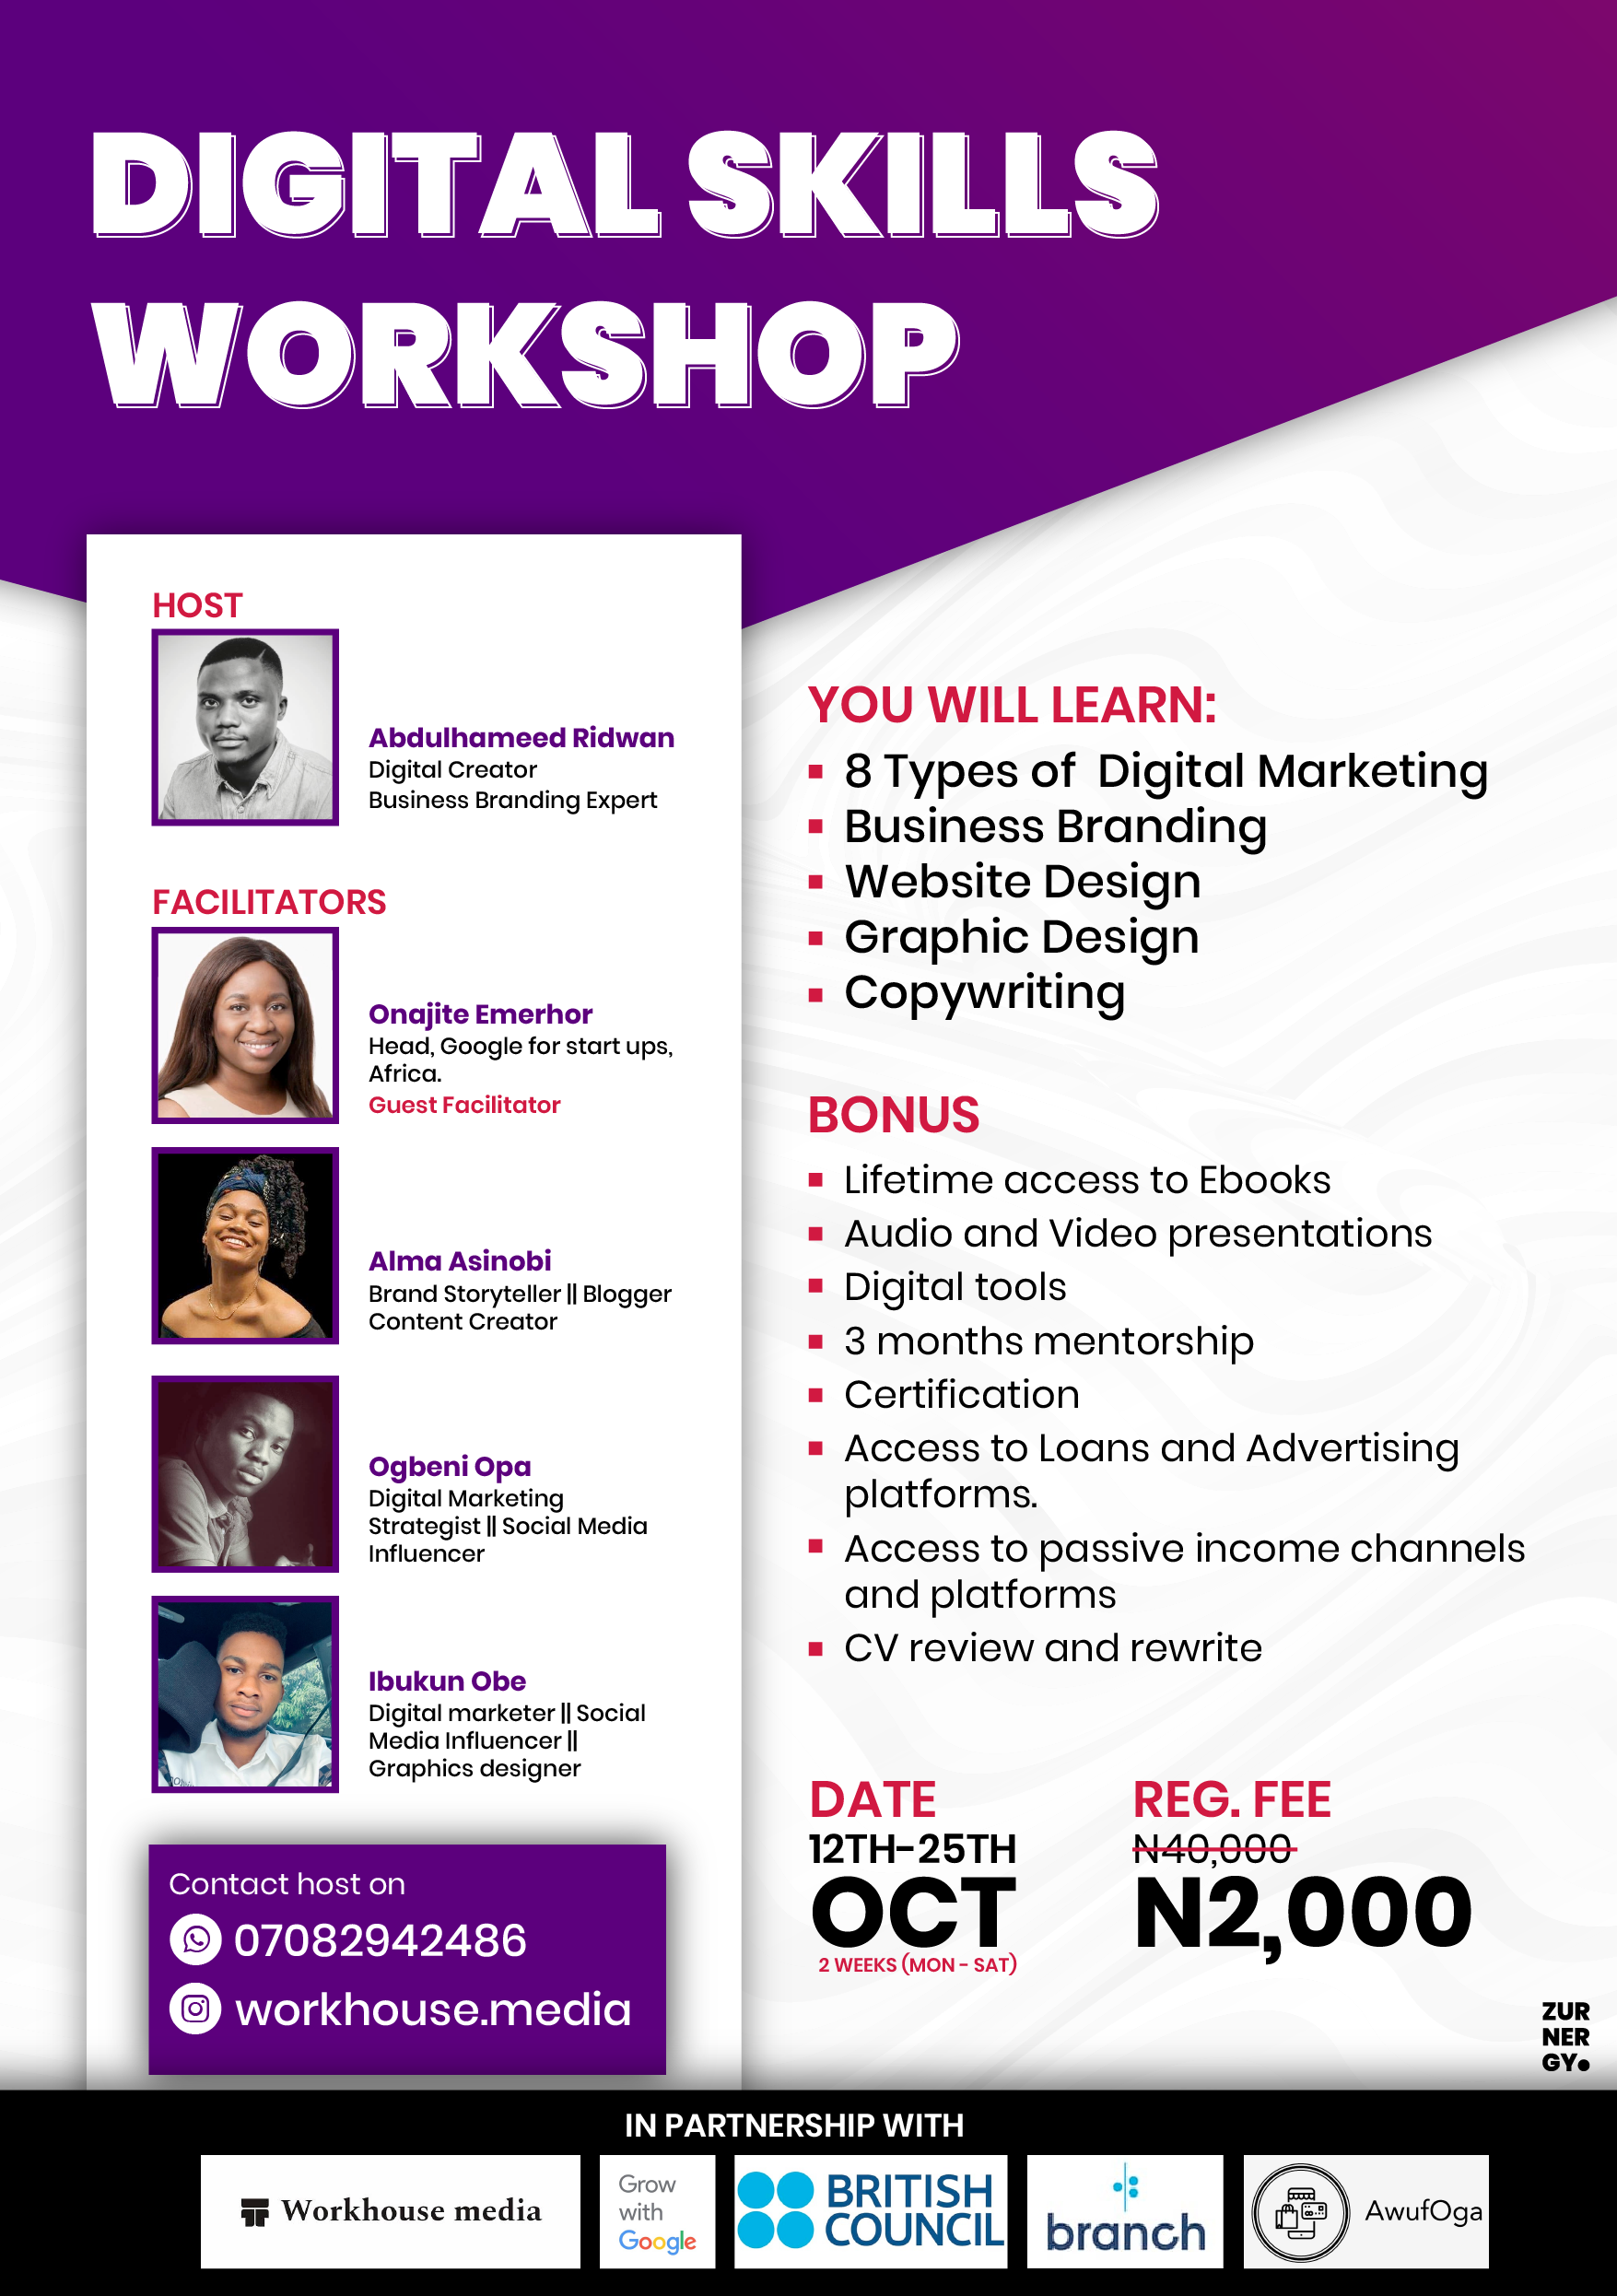 DIGITAL SKILLS
WORKSHOP
HOST
Abdulhameed Ridwan
Digital Creator
Business Branding Expert
FACILITATORS
Onajite Emerhor
Head, Google for start ups,
Africa.
Guest Facilitator
Alma Asinobi
Brand Storyteller || Blogger
Content Creator
Ogbeni Opa
Digital Marketing
Strategist || Social Media
Influencer
Ibukun Obe
Digital marketer || Social
Media Influencer ||
Graphics designer
Contact host on
07082942486
workhouse.media
YOU WILL LEARN:
8 Types of Digital Marketing
Business Branding
Website Design
Graphic Design
Copywriting
BONUS
Lifetime access to Ebooks
Audio and Video presentations
Digital tools
3 months mentorship
Certification
Access to Loans and Advertising
platforms.
Access to passive income channels
and platforms
CV review and rewrite
DATE
12TH-25TH
OCT
2 WEEKS (MON - SAT)
REG. FEE
N40,000
N2,000
ZUR
NER
GY.
IN PARTNERSHIP WITH
Workhouse media
Grow
with
Google
BRITISH
COUNCIL
branch
AwufOga